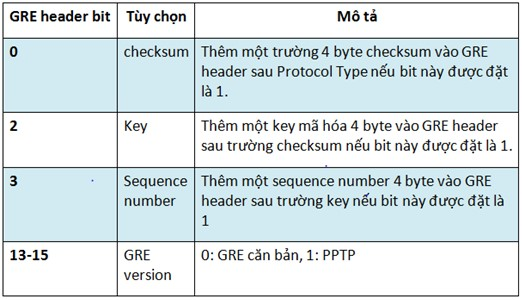 GRE header bit Tùy chọn Mô tả
0 checksum Thêm một trường 4 byte checksum vào GRE
header sau Protocol Type nếu bit này được đặt
là 1.
2 Key Thêm một key mã hóa 4 byte vào GRE header
sau trường checksum nếu bit này được đặt là 1.
3 Sequence Thêm một sequence number 4 byte vào GRE
number header sau trường key nếu bit này được đặt là
1
13-15 GRE 0: GRE căn bản, 1: PPTP
version